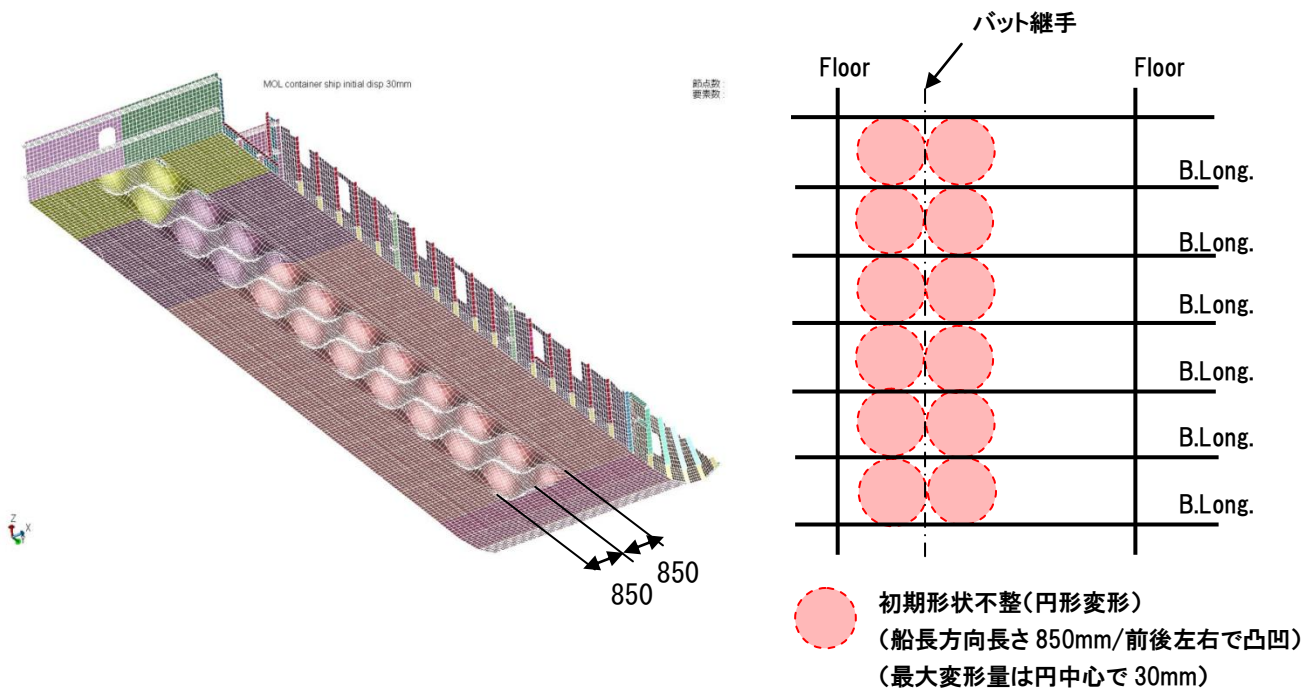 MOL container ship initial disp 30mm
節点数 :
要素数 :
Z
X
850
850
バット継手
Floor
Floor
B.Long.
B.Long.
B.Long.
B.Long.
B.Long.
B.Long.
初期形状不整(円形変形)
(船長方向長さ 850mm/前後左右で凸凹)
(最大変形量は円中心で 30mm)